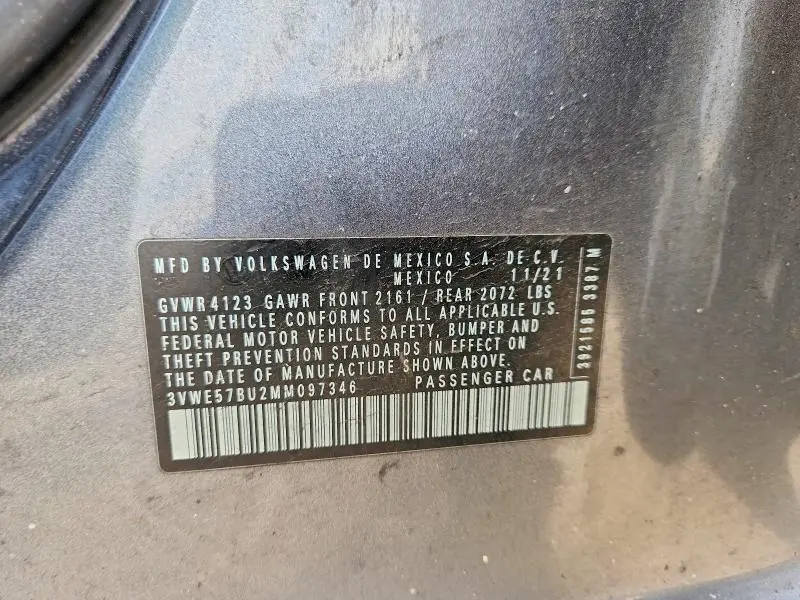 MFD BY VOLKSWAGEN DE MEXICO S.A. DE C.V.
MEXICO 11/21
GVWR 4123 GAWR FRONT 2161 / REAR 2072 LBS
THIS VEHICLE CONFORMS TO ALL APPLICABLE U.S.
FEDERAL MOTOR VEHICLE SAFETY, BUMPER AND
THEFT PREVENTION STANDARDS IN EFFECT ON
THE DATE OF MANUFACTURE SHOWN ABOVE.
3VWE57BU2MM097346 PASSENGER CAR
3387 M